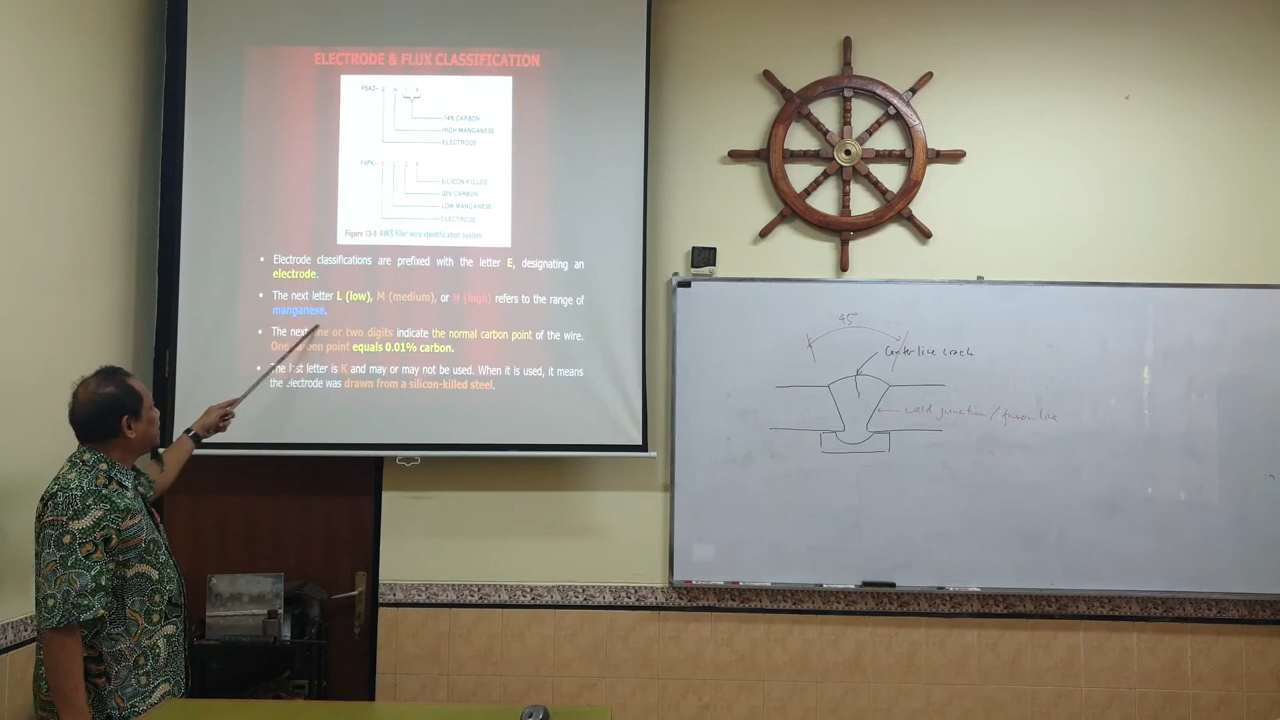 ELECTRODE & FLUX CLASSIFICATION
F6A2-E H 1 4
.14% CARBON
HIGH MANGANESE
ELECTRODE
SILICON-KILLED
CARBON
LOW MANGANESE
ELECTRODE
Figure 13-9 AWS filler wire identification system
• Electrode classifications are prefixed with the letter E, designating an
electrode.
• The next letter L (low), M (medium), or H (high) refers to the range of
manganese.
• The next one or two digits indicate the normal carbon point of the wire.
One carbon point equals 0.01% carbon.
• The last letter is K and may or may not be used. When it is used, it means
the electrode was drawn from a silicon-killed steel.
45°
Center line crack
weld junction / fusion line